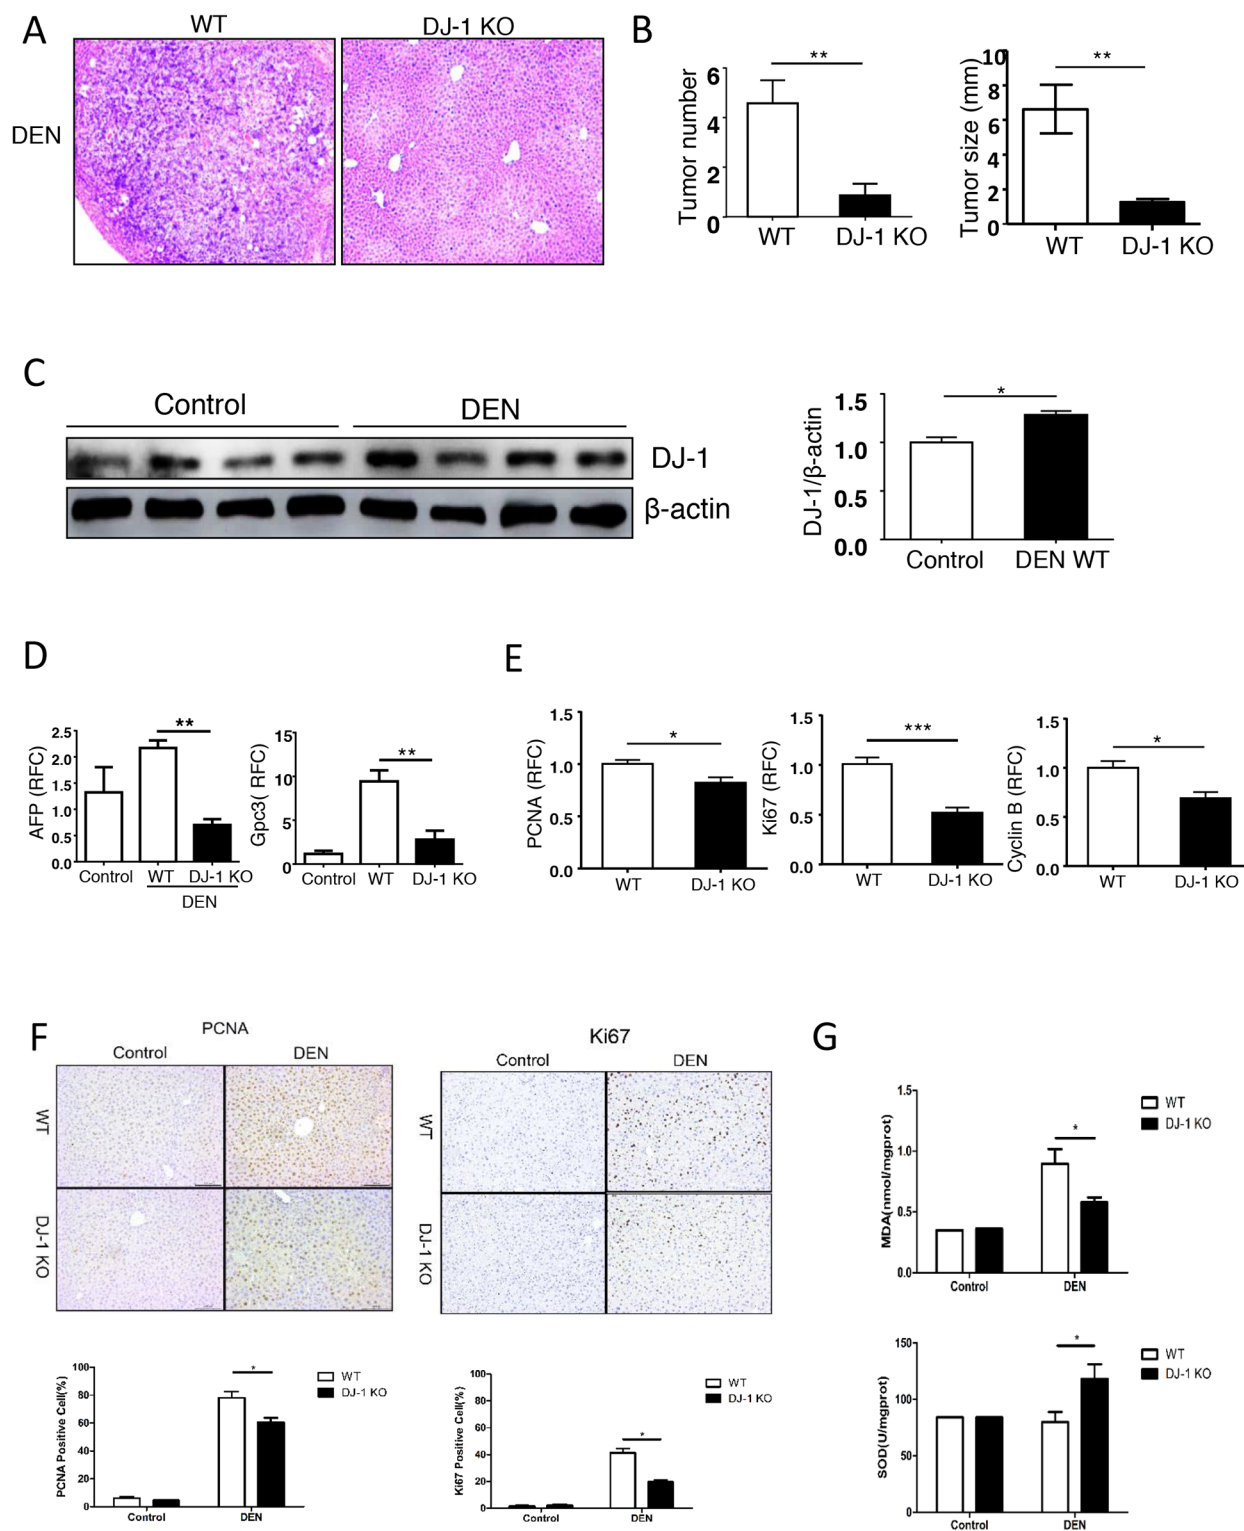 A
WT
DJ-1 KO
DEN
B
Tumor number
6
4
2
0
**
WT
DJ-1 KO
Tumor size (mm)
10
8
6
4
2
0
**
WT
DJ-1 KO
C
Control
DEN
DJ-1
β-actin
DJ-1/β-actin
1.5
1.0
0.5
0.0
*
Control
DEN WT
D
AFP (RFC)
2.5
2.0
1.5
1.0
0.5
0.0
**
Control
WT
DJ-1 KO
DEN
Gpc3( RFC)
15
10
5
0
**
Control
WT
DJ-1 KO
E
PCNA (RFC)
1.5
1.0
0.5
0.0
*
WT
DJ-1 KO
Ki67 (RFC)
1.5
1.0
0.5
0.0
***
WT
DJ-1 KO
Cyclin B (RFC)
1.5
1.0
0.5
0.0
*
WT
DJ-1 KO
F
PCNA
Control
DEN
WT
DJ-1 KO
Ki67
Control
DEN
WT
DJ-1 KO
PCNA Positive Cell(%)
100
80
60
40
20
0
*
Control
DEN
WT
DJ-1 KO
Ki67 Positive Cell(%)
100
80
60
40
20
0
*
Control
DEN
WT
DJ-1 KO
G
MDA(nmol/mgprot)
1.5
1.0
0.5
0.0
*
Control
DEN
WT
DJ-1 KO
SOD(U/mgprot)
150
100
50
0
*
Control
DEN
WT
DJ-1 KO